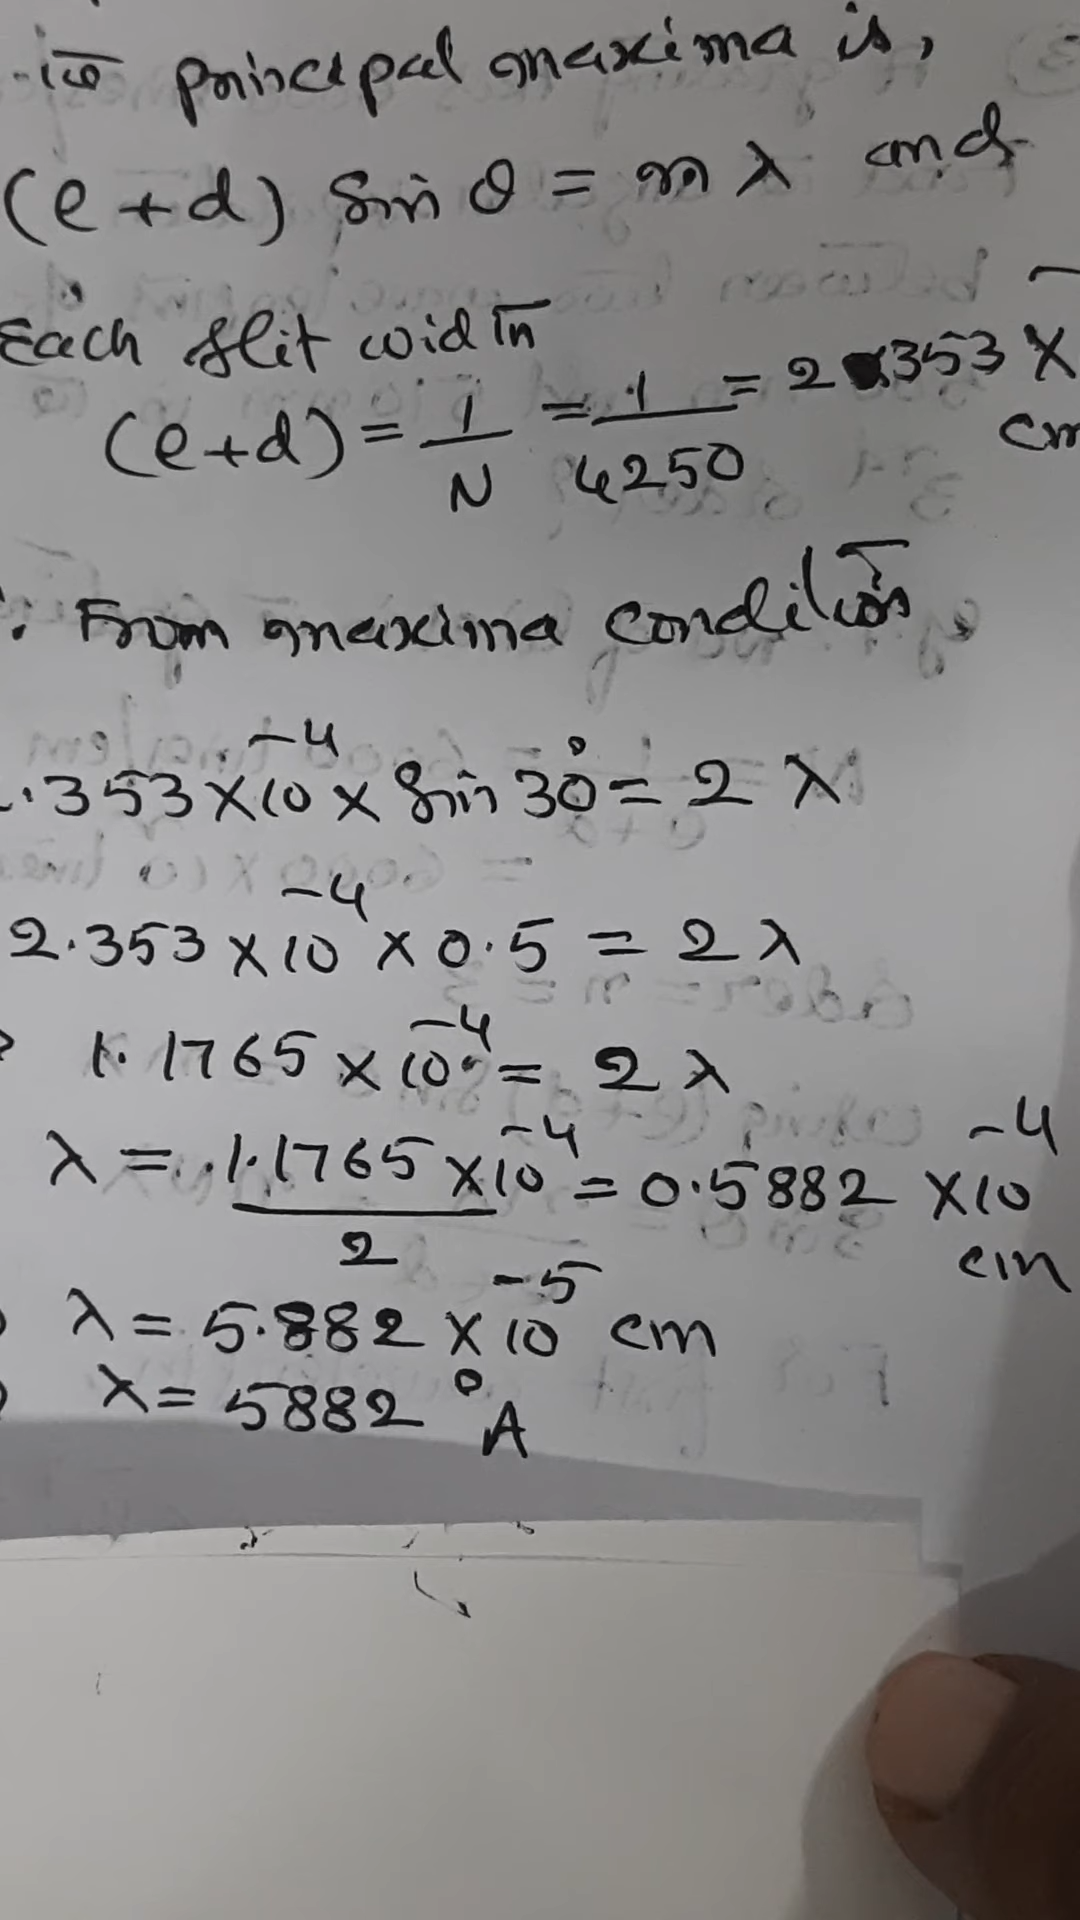 principal maxima is,
(e+d) Sin θ = m λ and
Each slit width
(e+d) = 1/N = 1/4250 = 2.353 ×
cm
∴ From maxima condition,
.353 × 10⁻⁴ × Sin 30° = 2 λ
2.353 × 10⁻⁴ × 0.5 = 2 λ
1.1765 × 10⁻⁴ = 2 λ
λ = 1.1765 × 10⁻⁴ / 2 = 0.5882 × 10⁻⁴
cm
λ = 5.882 × 10⁻⁵ cm
λ = 5882 °A